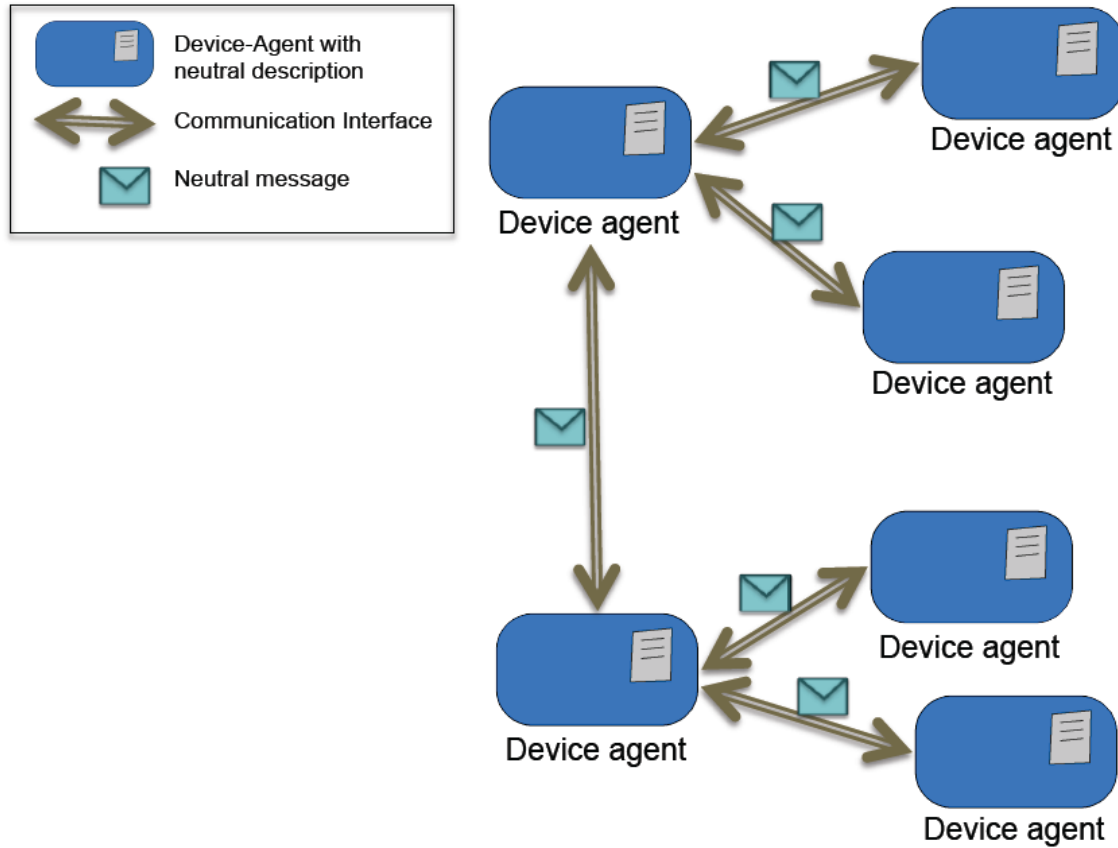 Device-Agent with
neutral description
Communication Interface
Neutral message
Device agent
Device agent
Device agent
Device agent
Device agent
Device agent